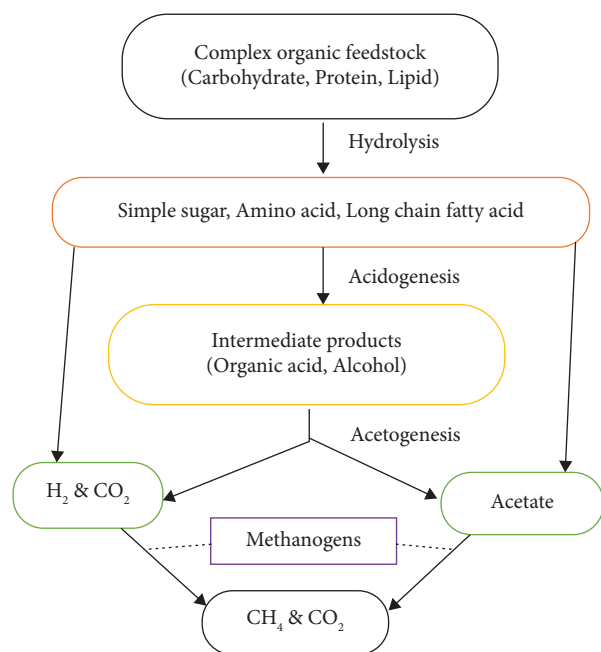 Complex organic feedstock
(Carbohydrate, Protein, Lipid)
Hydrolysis
Simple sugar, Amino acid, Long chain fatty acid
Acidogenesis
Intermediate products
(Organic acid, Alcohol)
Acetogenesis
H₂ & CO₂
Acetate
Methanogens
CH₄ & CO₂